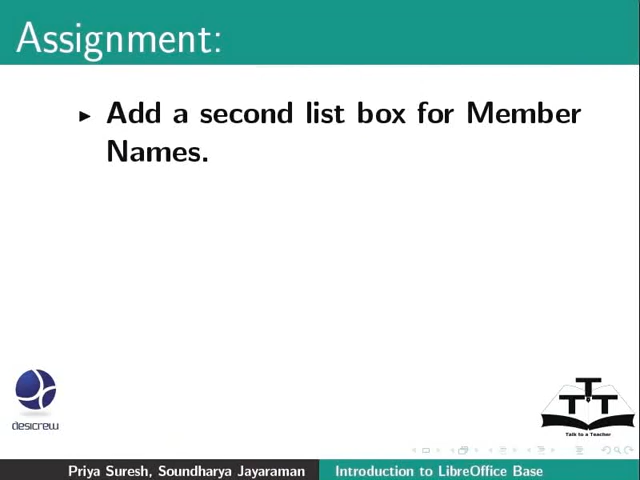 Assignment:
Add a second list box for Member
Names.
desicrew
T T T
Talk to a Teacher
Priya Suresh, Soundharya Jayaraman Introduction to LibreOffice Base